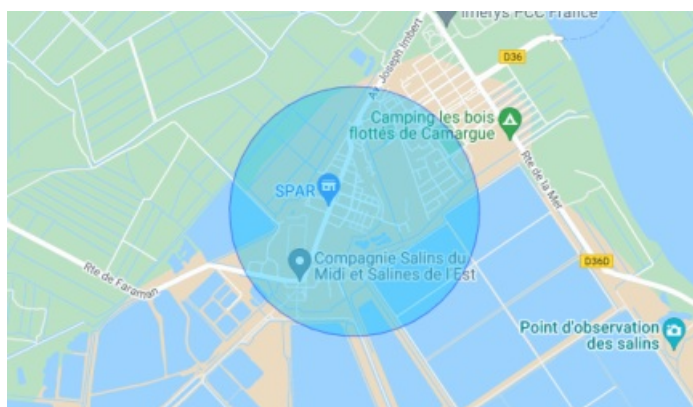 Imerys PCC France
Av. Joseph Imbert
D36
Camping les bois
flottés de Camargue
Rte de la Mer
SPAR
Compagnie Salins du
Midi et Salines de l'Est
Rte de Faraman
D36D
Point d'observation
des salins